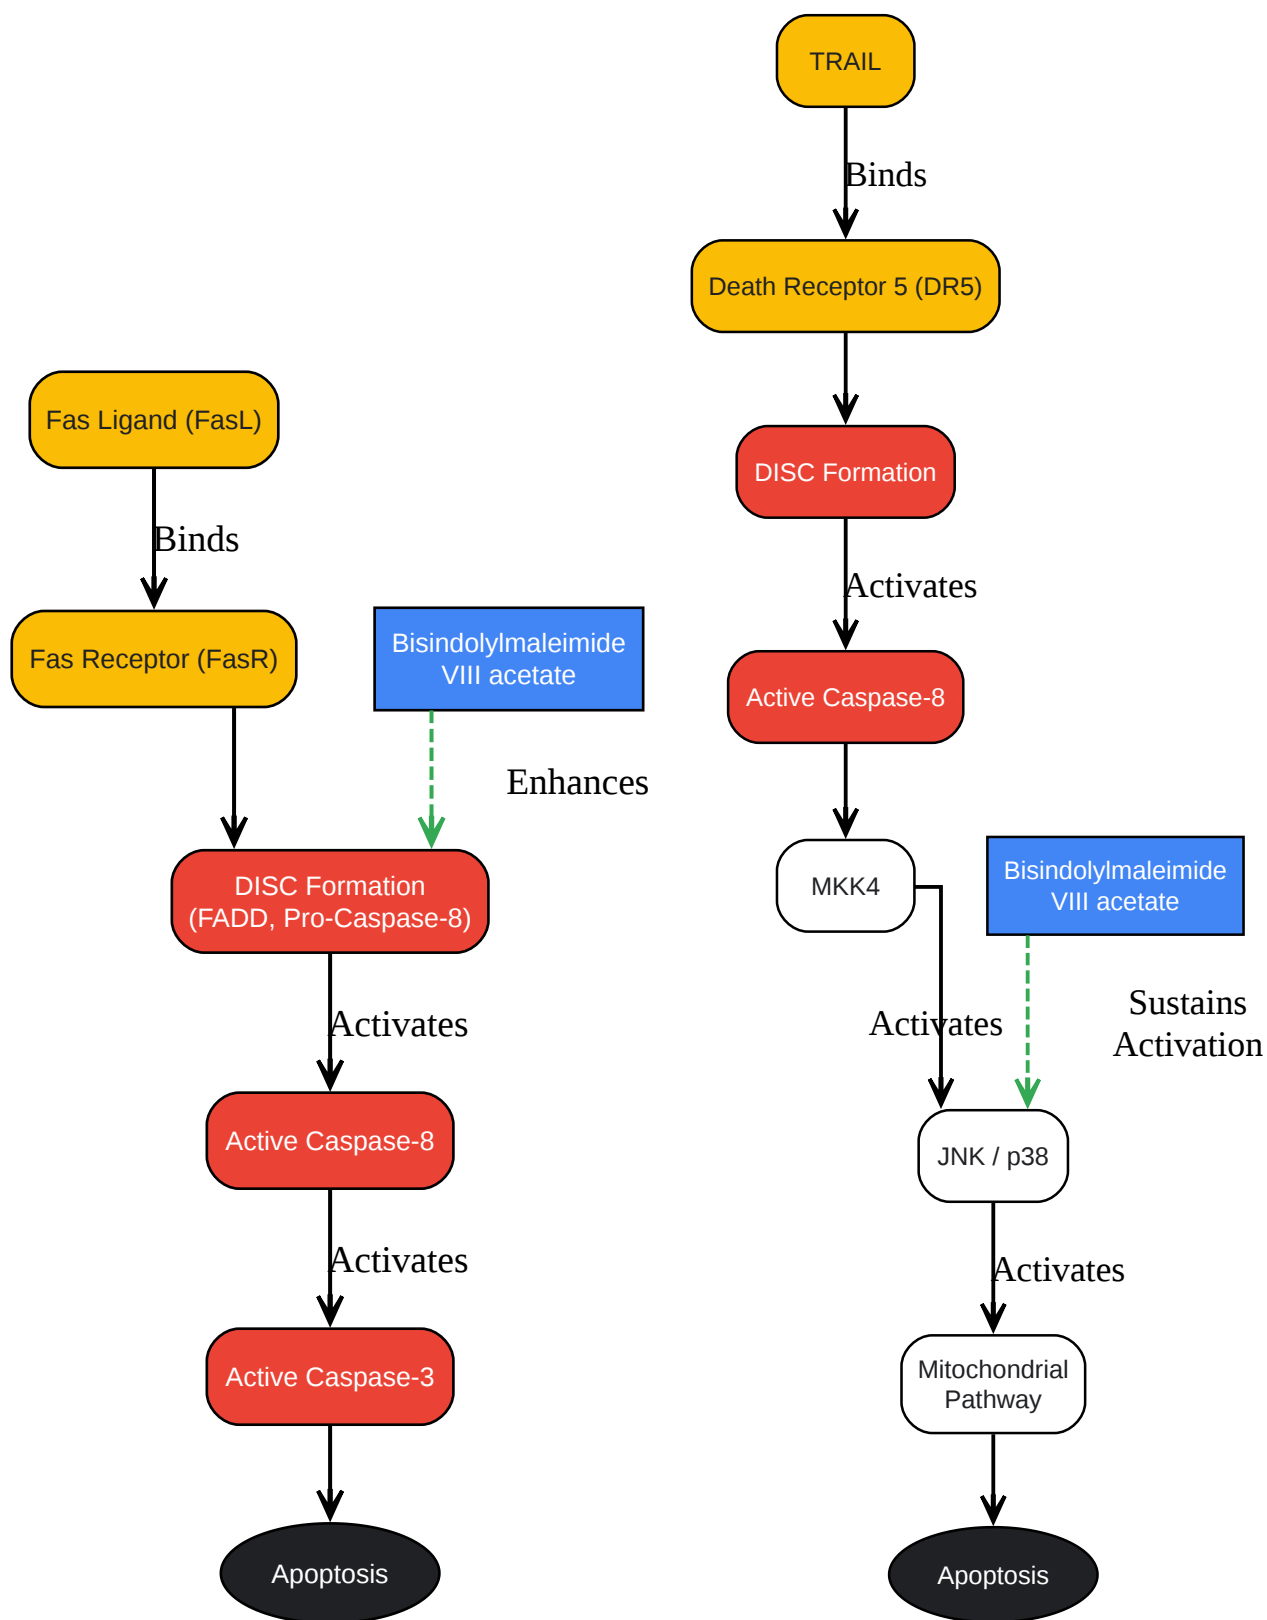 Fas Ligand (FasL)
Binds
Fas Receptor (FasR)
Bisindolylmaleimide
VIII acetate
Enhances
DISC Formation
(FADD, Pro-Caspase-8)
Activates
Active Caspase-8
Activates
Active Caspase-3
Apoptosis
TRAIL
Binds
Death Receptor 5 (DR5)
DISC Formation
Activates
Active Caspase-8
MKK4
Bisindolylmaleimide
VIII acetate
Activates
Sustains
Activation
JNK / p38
Activates
Mitochondrial
Pathway
Apoptosis